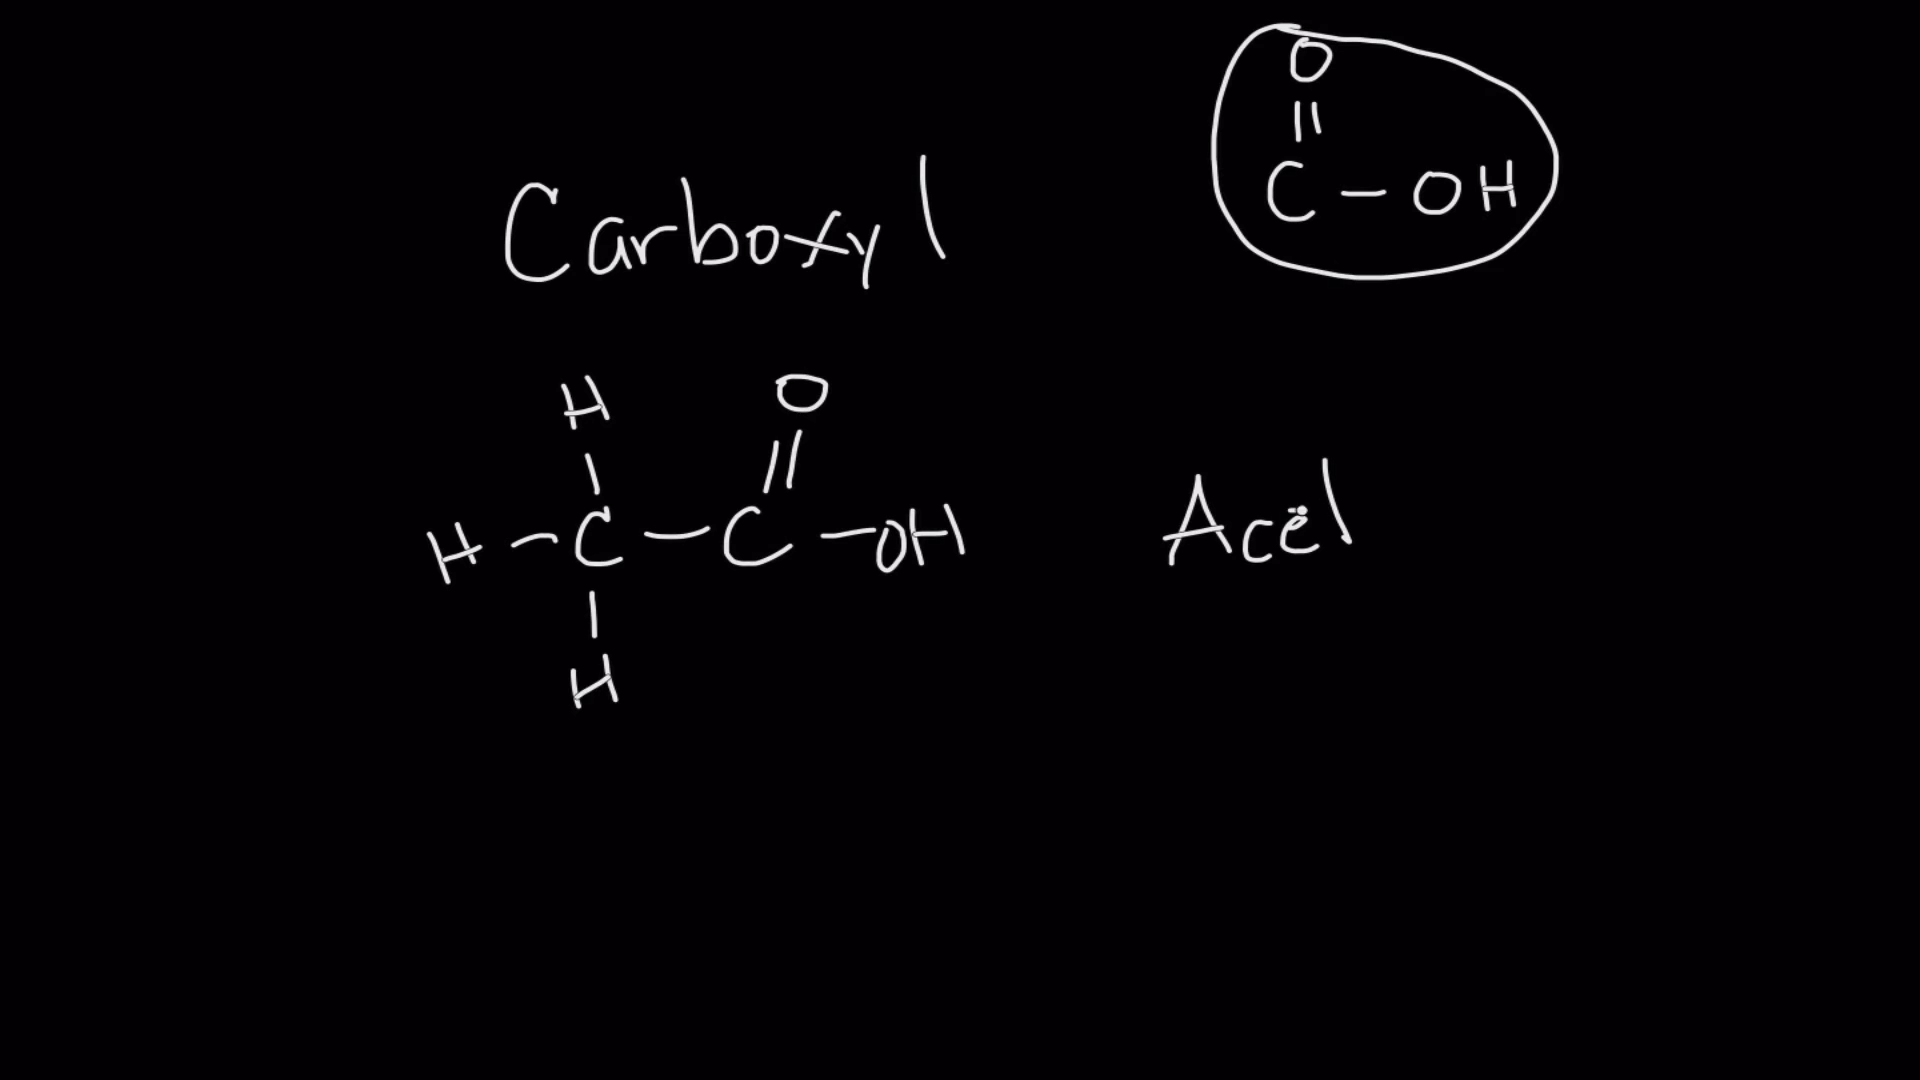 O
||
C - OH
Carboxyl
H O
| ||
H - C - C - OH
|
H
Acel